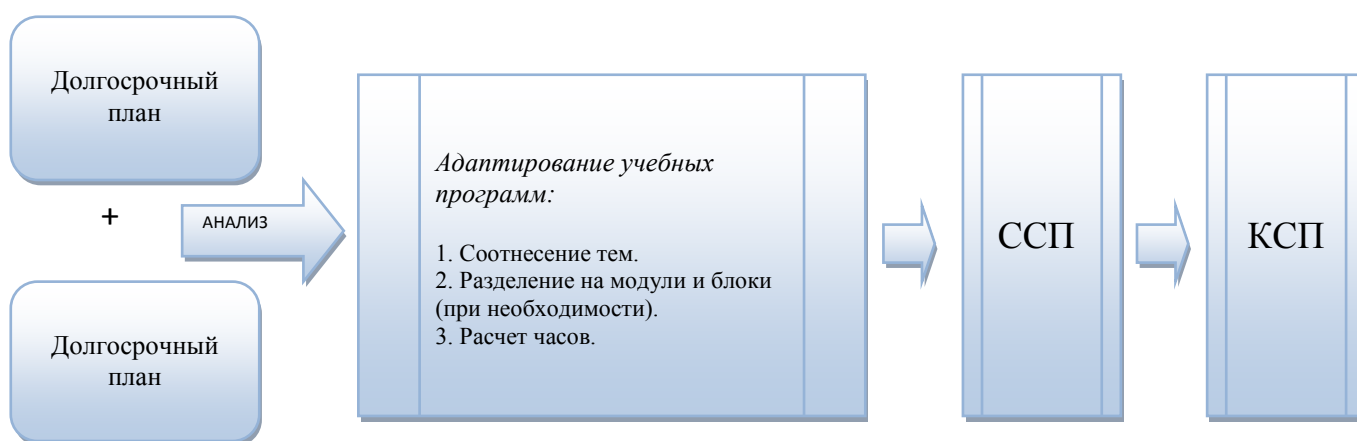 Долгосрочный
план
+
Долгосрочный
план
АНАЛИЗ
Адаптирование учебных
программ:
1. Соотнесение тем.
2. Разделение на модули и блоки
(при необходимости).
3. Расчет часов.
ССП
КСП